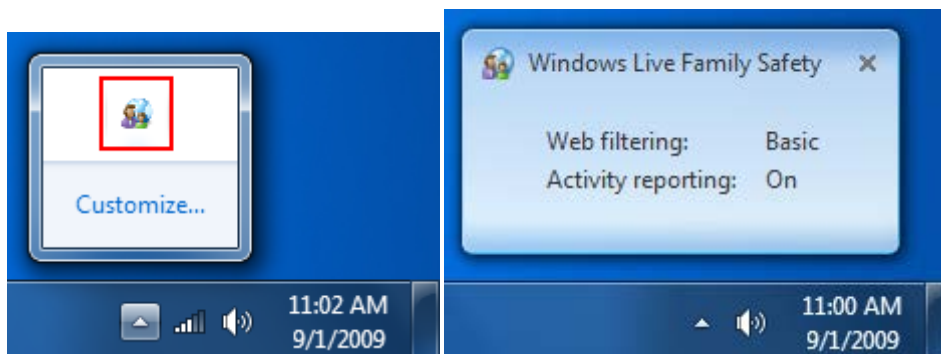 Customize...
11:02 AM
9/1/2009
Windows Live Family Safety
Web filtering: Basic
Activity reporting: On
11:00 AM
9/1/2009